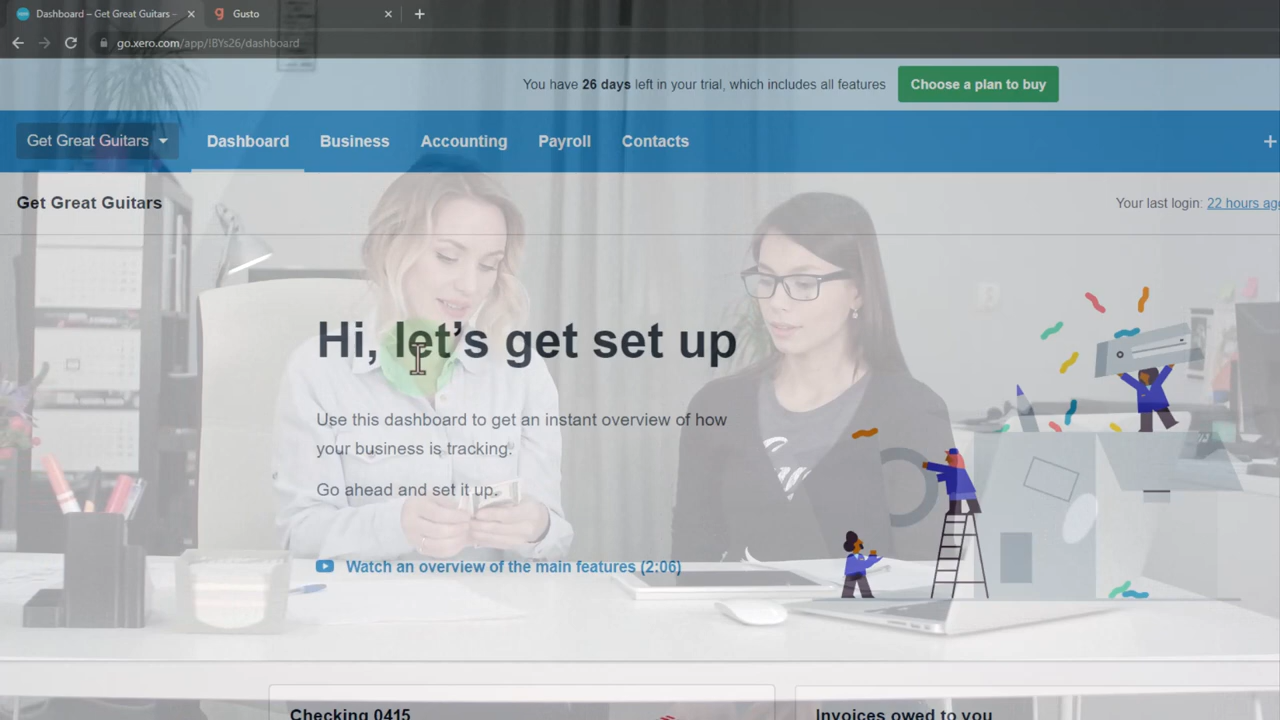 Dashboard – Get Great Guitars –
Gusto
go.xero.com/app/!BYs26/dashboard
You have 26 days left in your trial, which includes all features
Choose a plan to buy
Get Great Guitars
Dashboard
Business
Accounting
Payroll
Contacts
Get Great Guitars
Your last login: 22 hours ago
Hi, let's get set up
Use this dashboard to get an instant overview of how
your business is tracking.
Go ahead and set it up.
Watch an overview of the main features (2:06)
Checking 0415
Invoices owed to you